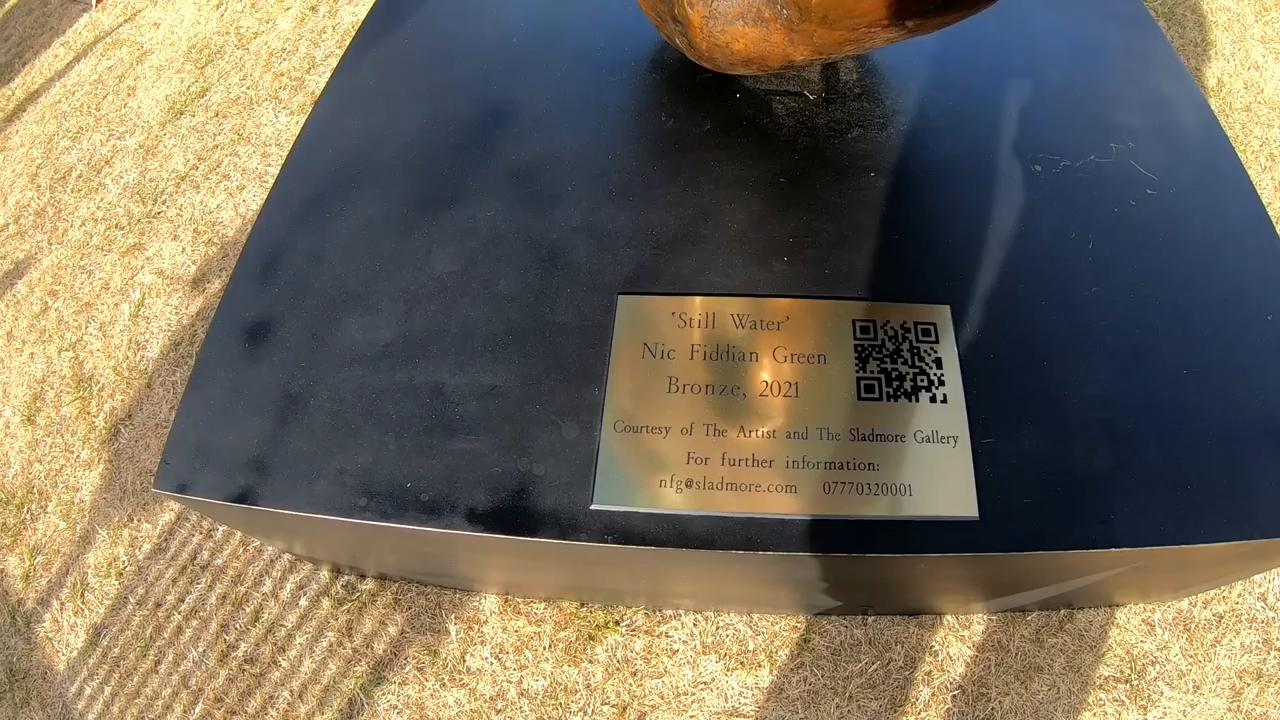 'Still Water'
Nic Fiddian Green
Bronze, 2021
Courtesy of The Artist and The Sladmore Gallery
For further information:
nfg@sladmore.com 07770320001